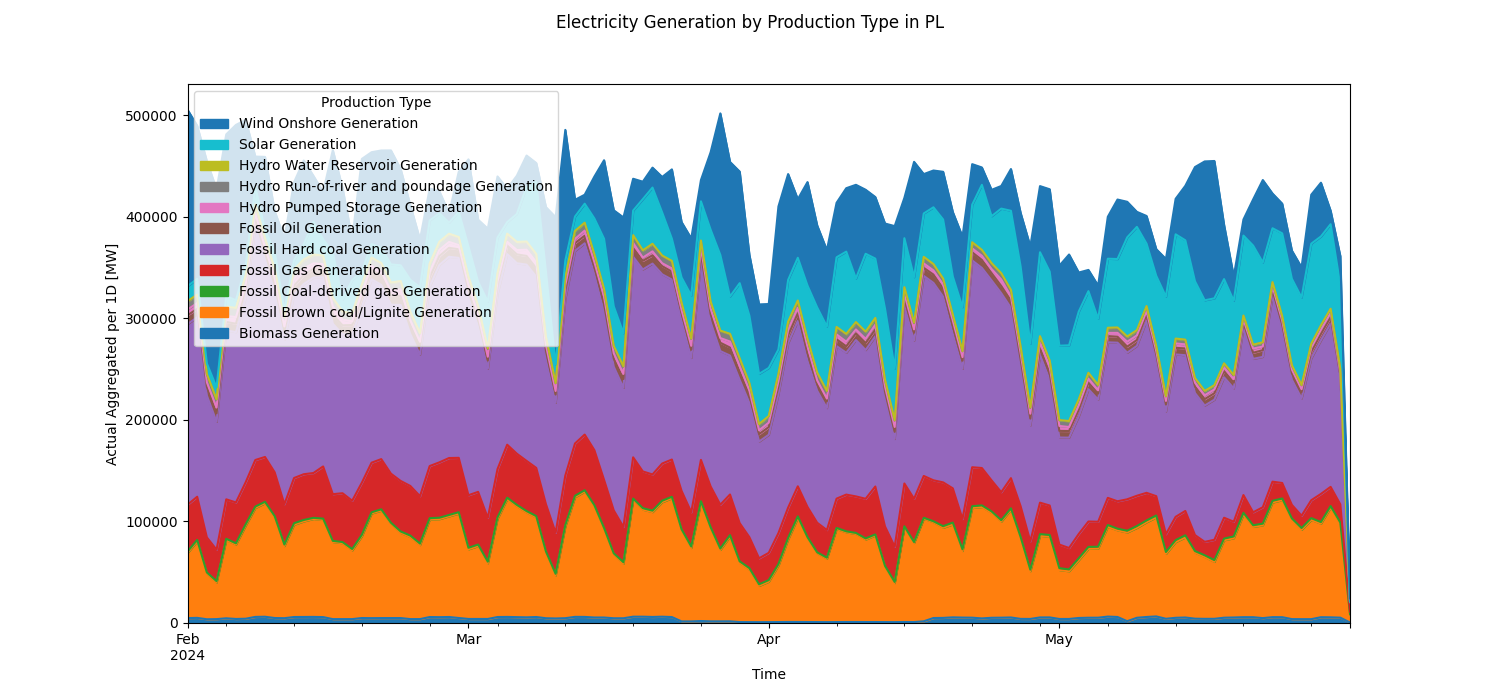 Electricity Generation by Production Type in PL
Production Type
Wind Onshore Generation
Solar Generation
Hydro Water Reservoir Generation
Hydro Run-of-river and poundage Generation
Hydro Pumped Storage Generation
Fossil Oil Generation
Fossil Hard coal Generation
Fossil Gas Generation
Fossil Coal-derived gas Generation
Fossil Brown coal/Lignite Generation
Biomass Generation
500000
400000
300000
200000
100000
0
Actual Aggregated per 1D [MW]
Feb
2024
Mar
Apr
May
Time